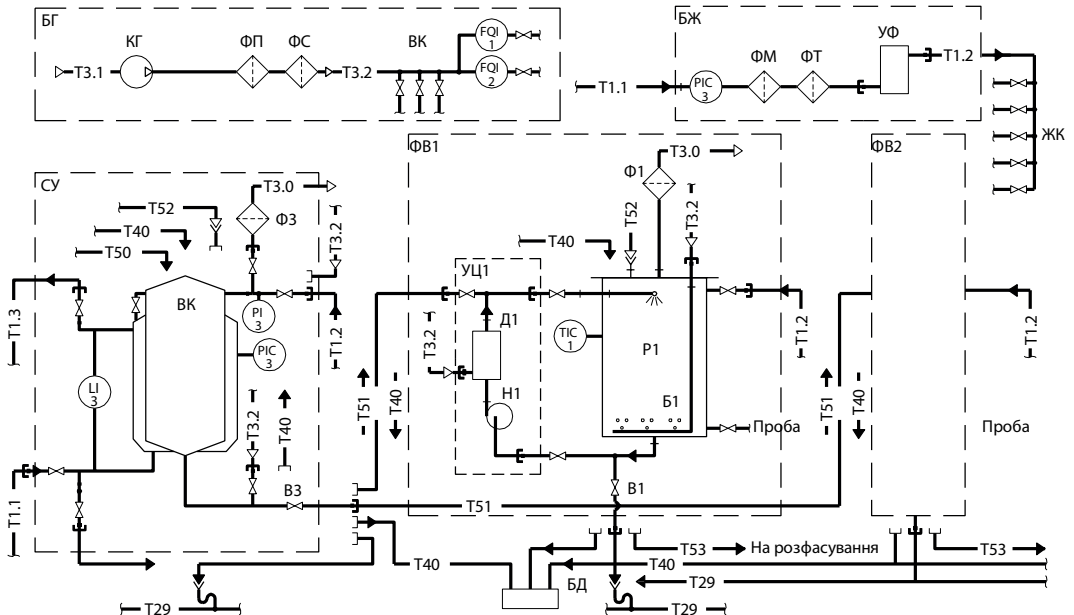 БГ
КГ
ФП
ФС
ВК
FQI 1
FQI 2
Т3.1
Т3.2
БЖ
УФ
ФМ
ФТ
Т1.1
PIC 3
Т1.2
ЖК
ФВ1
ФВ2
СУ
Т52
Т3.0
Ф3
Т40
Т50
Т3.2
ВК
PI 3
PIC 3
Т1.3
LI 3
Т1.2
Т1.1
Т3.2
Т40
В3
Т51
Т40
Т3.0
Ф1
Т52
Т3.2
Т40
УЦ1
Д1
Т3.2
Н1
TIC 1
Р1
Б1
Т1.2
Проба
Т51
Т40
Т1.2
Проба
В1
Т51
Т53
На розфасування
Т53
Т40
БД
Т40
Т29
Т29
Т29